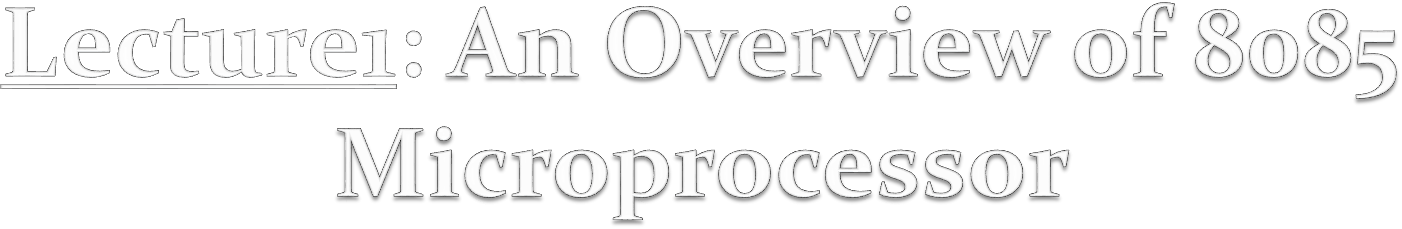 Lecture1: An Overview of 8085
Microprocessor